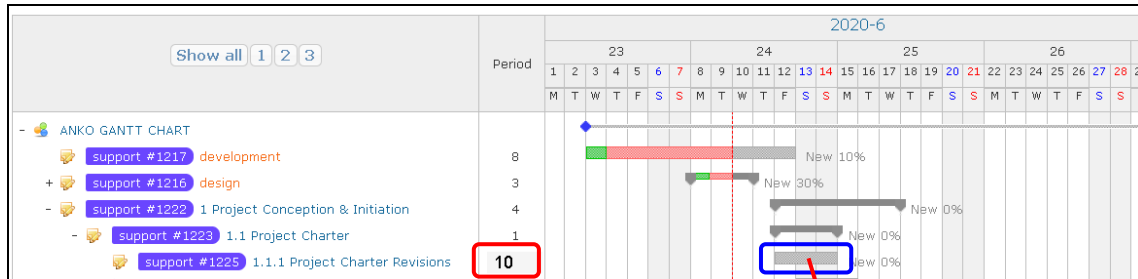 2020-6
Show all 1 2 3
Period
23 24 25 26
1 2 3 4 5 6 7 8 9 10 11 12 13 14 15 16 17 18 19 20 21 22 23 24 25 26 27 28
M T W T F S S M T W T F S S M T W T F S S M T W T F S S
- ANKO GANTT CHART
support #1217 development 8 New 10%
+ support #1216 design 3 New 30%
- support #1222 1 Project Conception & Initiation 4 New 0%
- support #1223 1.1 Project Charter 1 New 0%
support #1225 1.1.1 Project Charter Revisions 10 New 0%